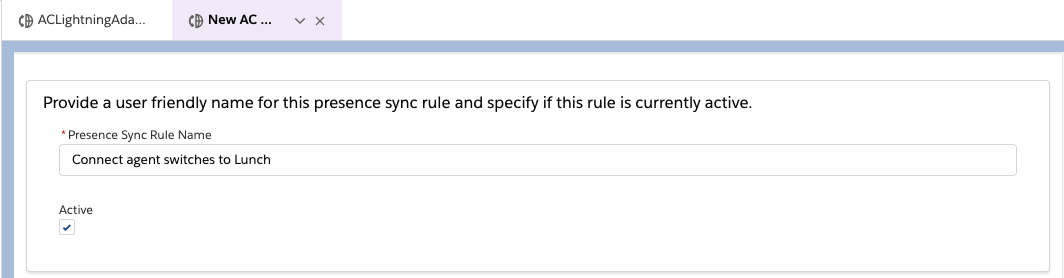 ACLightningAda...
New AC ...
Provide a user friendly name for this presence sync rule and specify if this rule is currently active.
* Presence Sync Rule Name
Connect agent switches to Lunch
Active